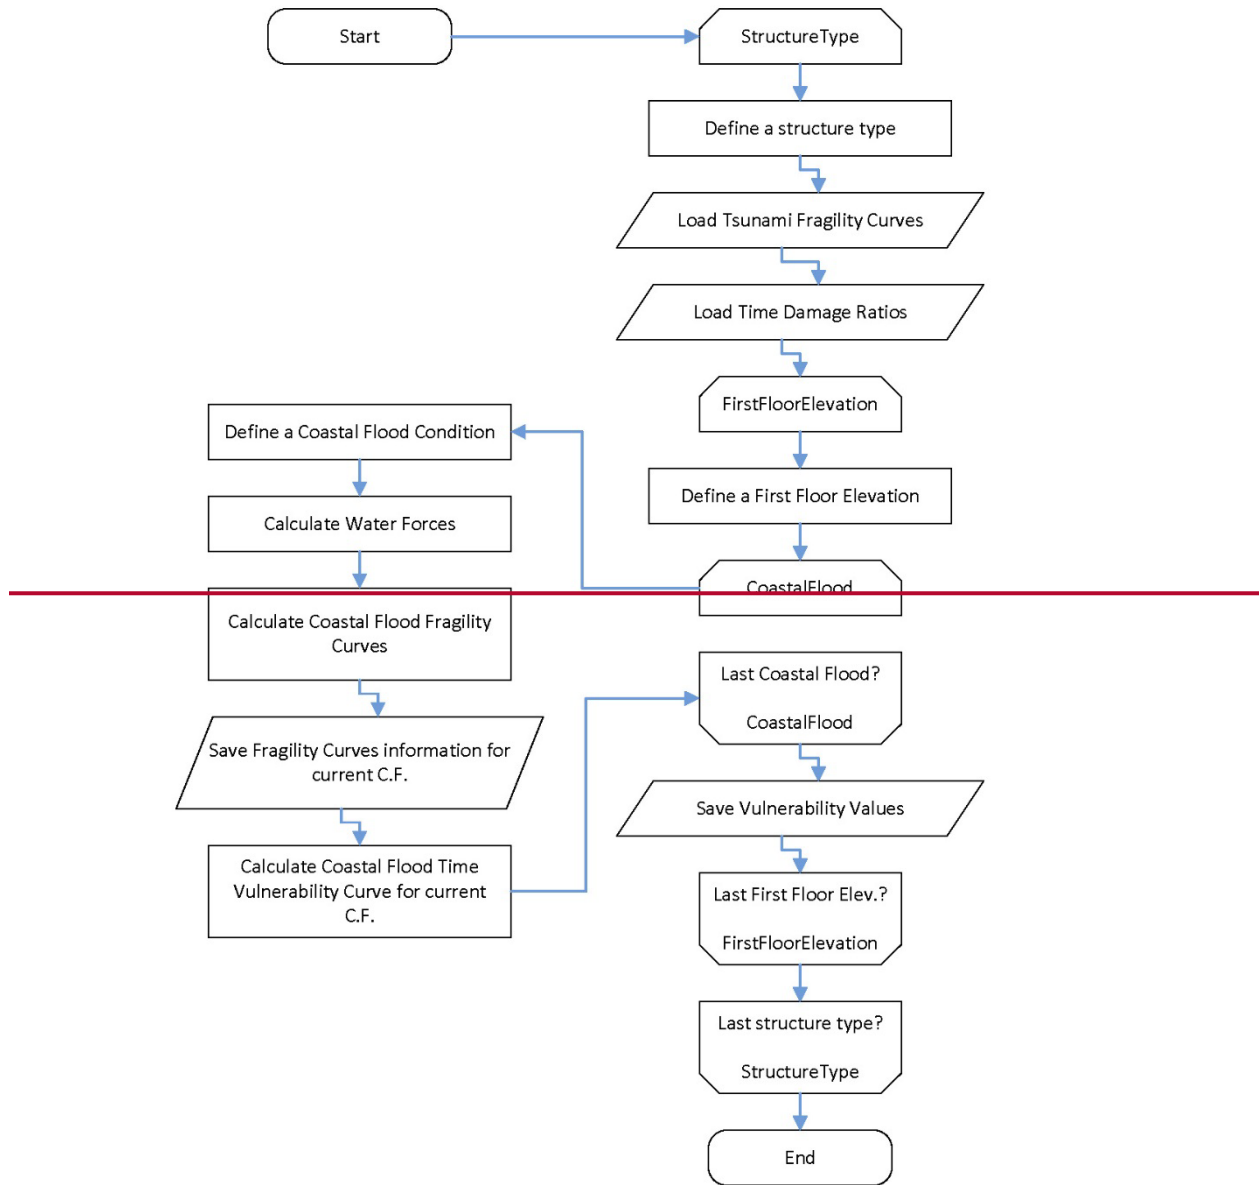 Start
StructureType
Define a structure type
Load Tsunami Fragility Curves
Load Time Damage Ratios
FirstFloorElevation
Define a First Floor Elevation
CoastalFlood
Define a Coastal Flood Condition
Calculate Water Forces
Calculate Coastal Flood Fragility
Curves
Save Fragility Curves information for
current C.F.
Calculate Coastal Flood Time
Vulnerability Curve for current
C.F.
Last Coastal Flood?
CoastalFlood
Save Vulnerability Values
Last First Floor Elev.?
FirstFloorElevation
Last structure type?
StructureType
End